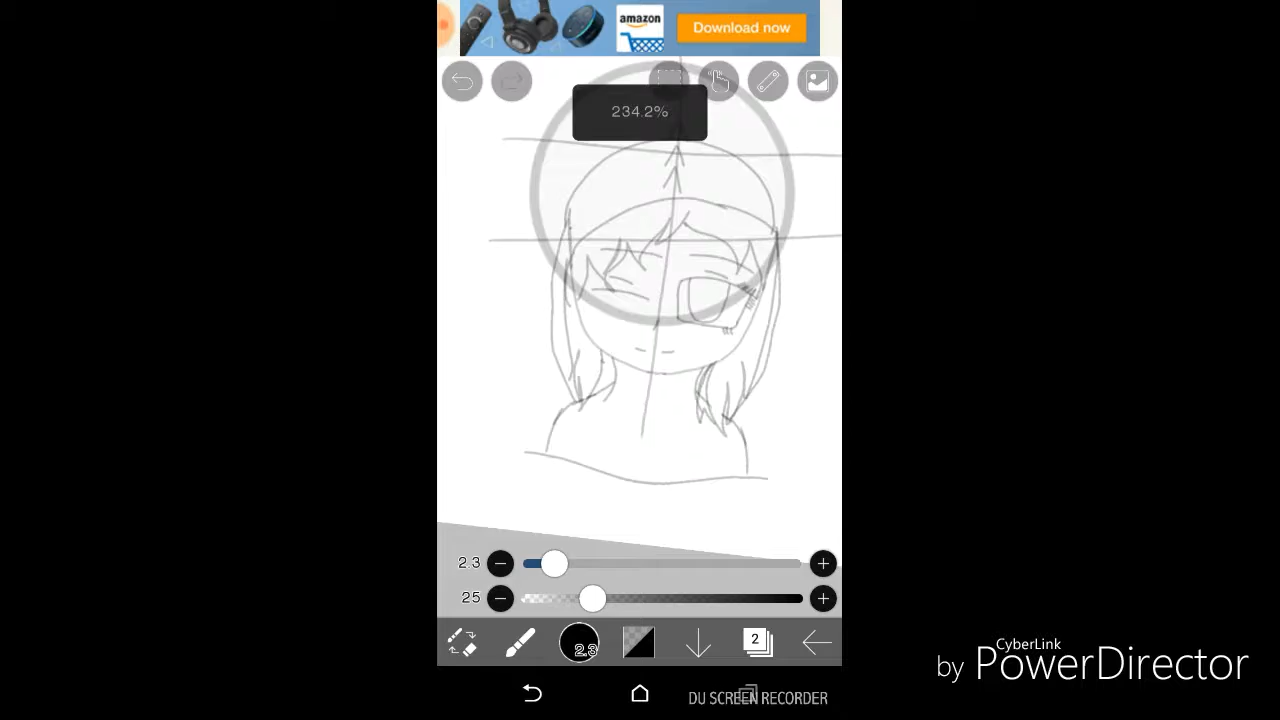 amazon
Download now
234.2%
2.3
25
2.3
2
CyberLink
by PowerDirector
DU SCREEN RECORDER